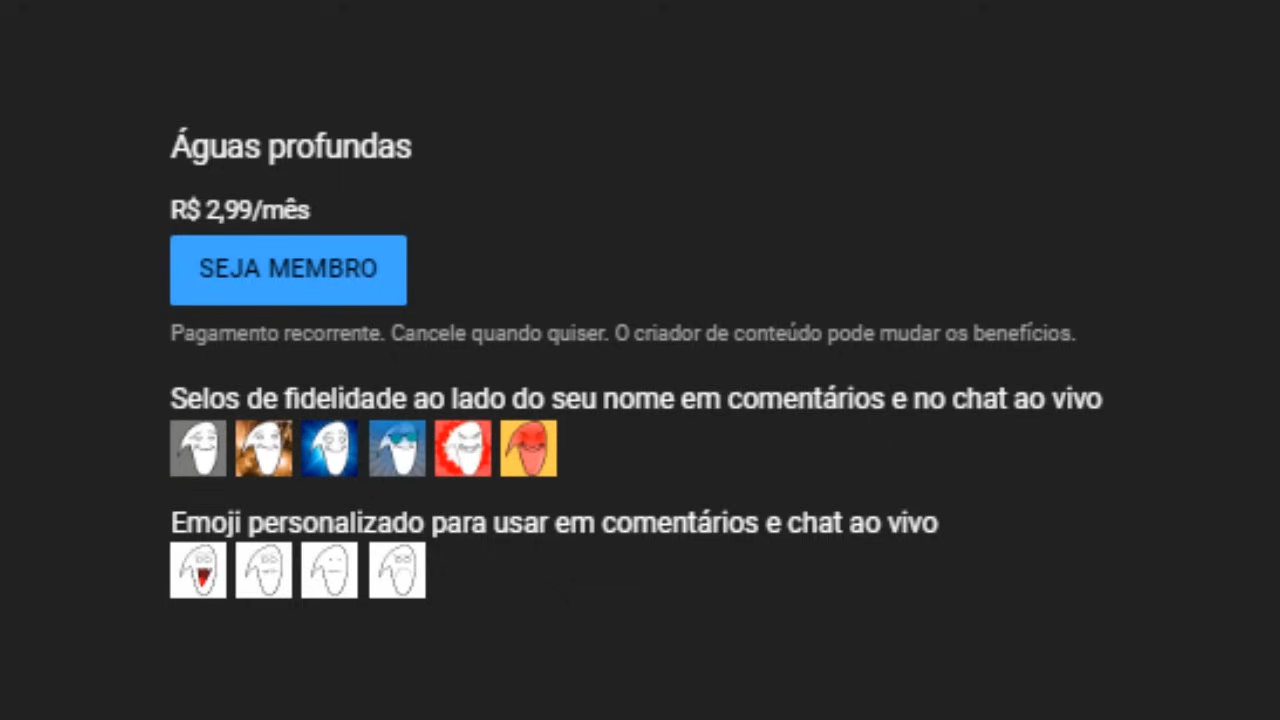 Águas profundas
R$ 2,99/mês
SEJA MEMBRO
Pagamento recorrente. Cancele quando quiser. O criador de conteúdo pode mudar os benefícios.
Selos de fidelidade ao lado do seu nome em comentários e no chat ao vivo
Emoji personalizado para usar em comentários e chat ao vivo